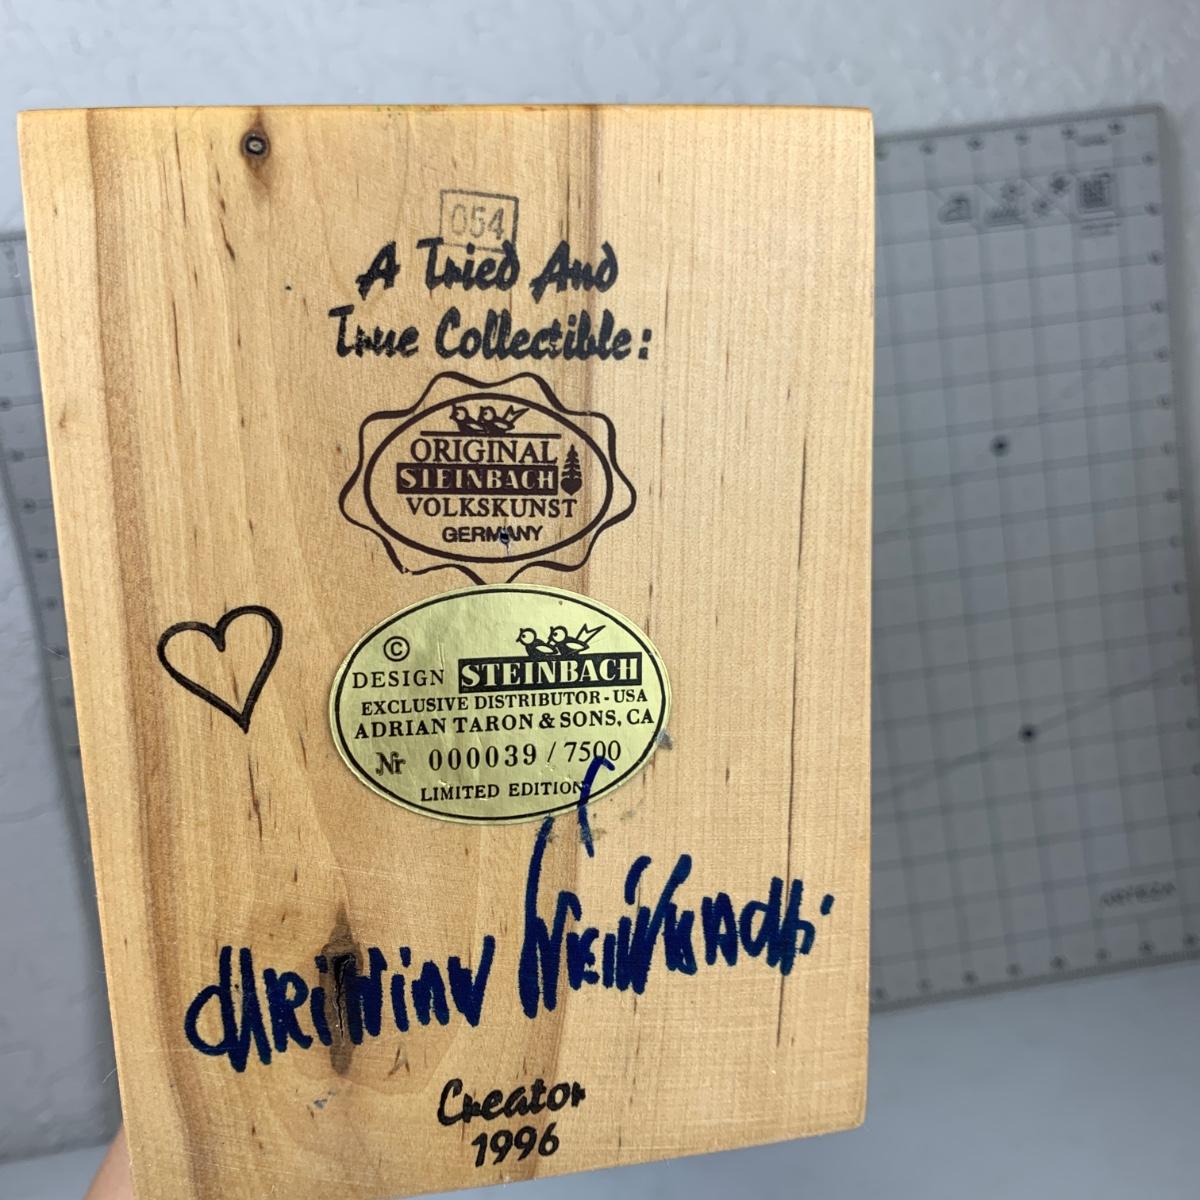 054
A Tried And
True Collectible:
ORIGINAL
STEINBACH
VOLKSKUNST
GERMANY
©
DESIGN STEINBACH
EXCLUSIVE DISTRIBUTOR - USA
ADRIAN TARON & SONS, CA
Nr 000039 / 7500
LIMITED EDITION
Creator
1996
ARTEZA